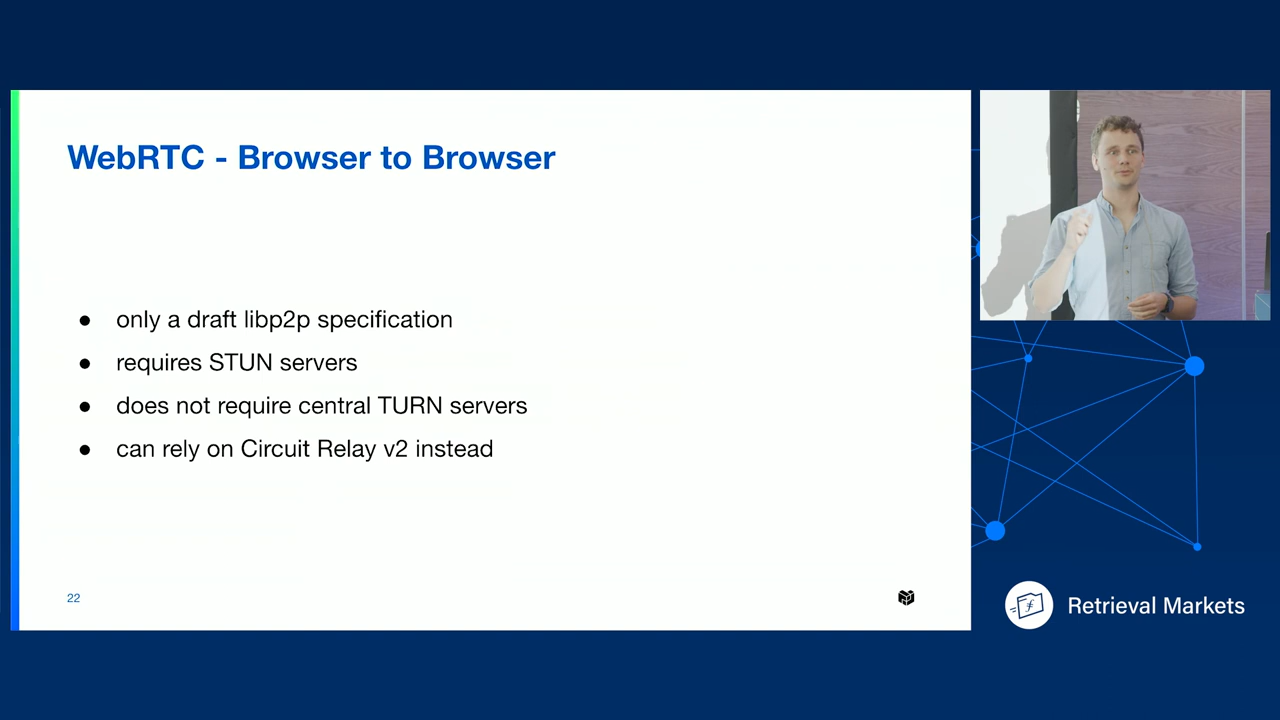 WebRTC - Browser to Browser
● only a draft libp2p specification
● requires STUN servers
● does not require central TURN servers
● can rely on Circuit Relay v2 instead
22
Retrieval Markets